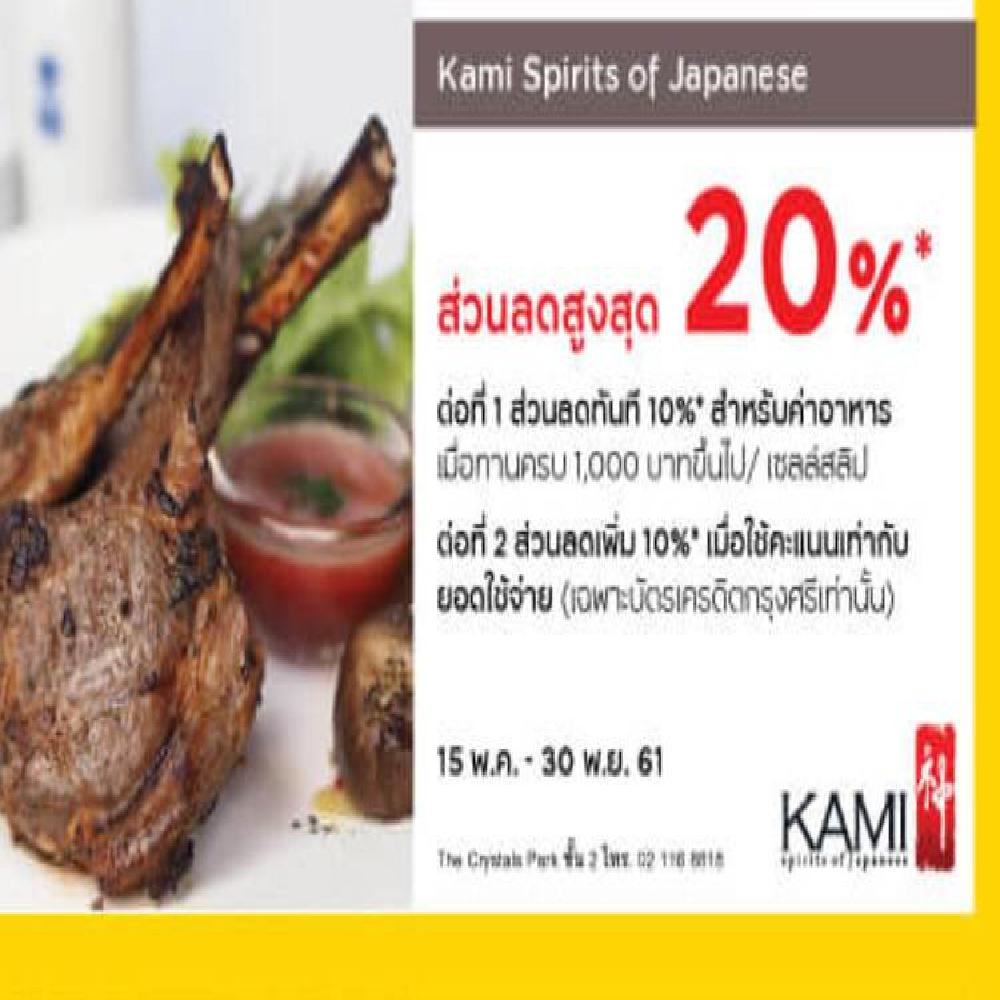 Kami Spirits of Japanese
ส่วนลดสูงสุด 20%*
ต่อที่ 1 ส่วนลดทันที 10%* สำหรับค่าอาหาร
เมื่อทานครบ 1,000 บาทขึ้นไป/ เซลล์สลิป
ต่อที่ 2 ส่วนลดเพิ่ม 10%* เมื่อใช้คะแนนเท่ากับ
ยอดใช้จ่าย (เฉพาะบัตรเครดิตกรุงศรีเท่านั้น)
15 พ.ค. - 30 พ.ย. 61
The Crystals Park ชั้น 2 โทร. 02 116
KAMI 神
spirits of japanese